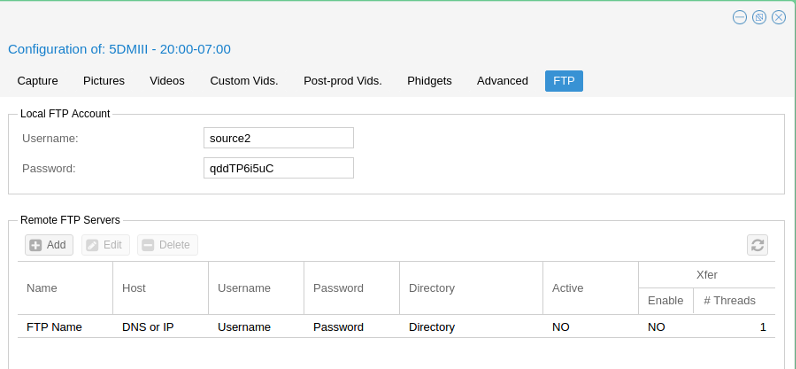 Configuration of: 5DMIII - 20:00-07:00
Capture Pictures Videos Custom Vids. Post-prod Vids. Phidgets Advanced FTP
Local FTP Account
Username: source2
Password: qddTP6i5uC
Remote FTP Servers
Add Edit Delete
Xfer
Name Host Username Password Directory Active
Enable # Threads
FTP Name DNS or IP Username Password Directory NO NO 1